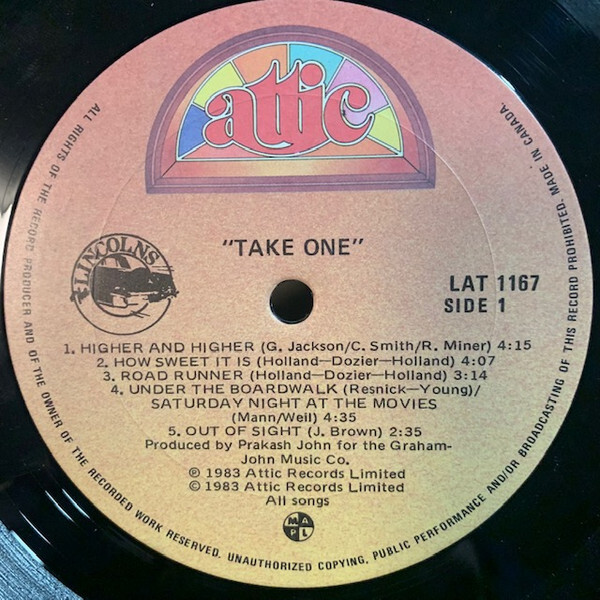 attic
LINCOLNS
"TAKE ONE"
LAT 1167
SIDE 1
1. HIGHER AND HIGHER (G. Jackson/C. Smith/R. Miner) 4:15
2. HOW SWEET IT IS (Holland—Dozier—Holland) 4:07
3. ROAD RUNNER (Holland—Dozier—Holland) 3:14
4. UNDER THE BOARDWALK (Resnick—Young)/
SATURDAY NIGHT AT THE MOVIES
(Mann/Weil) 4:35
5. OUT OF SIGHT (J. Brown) 2:35
Produced by Prakash John for the Graham-
John Music Co.
℗ 1983 Attic Records Limited
© 1983 Attic Records Limited
All songs
M A
P L
ALL RIGHTS OF THE RECORD PRODUCER AND OF THE OWNER OF THE RECORDED WORK RESERVED. UNAUTHORIZED COPYING, PUBLIC PERFORMANCE AND/OR BROADCASTING OF THIS RECORD PROHIBITED. MADE IN CANADA.